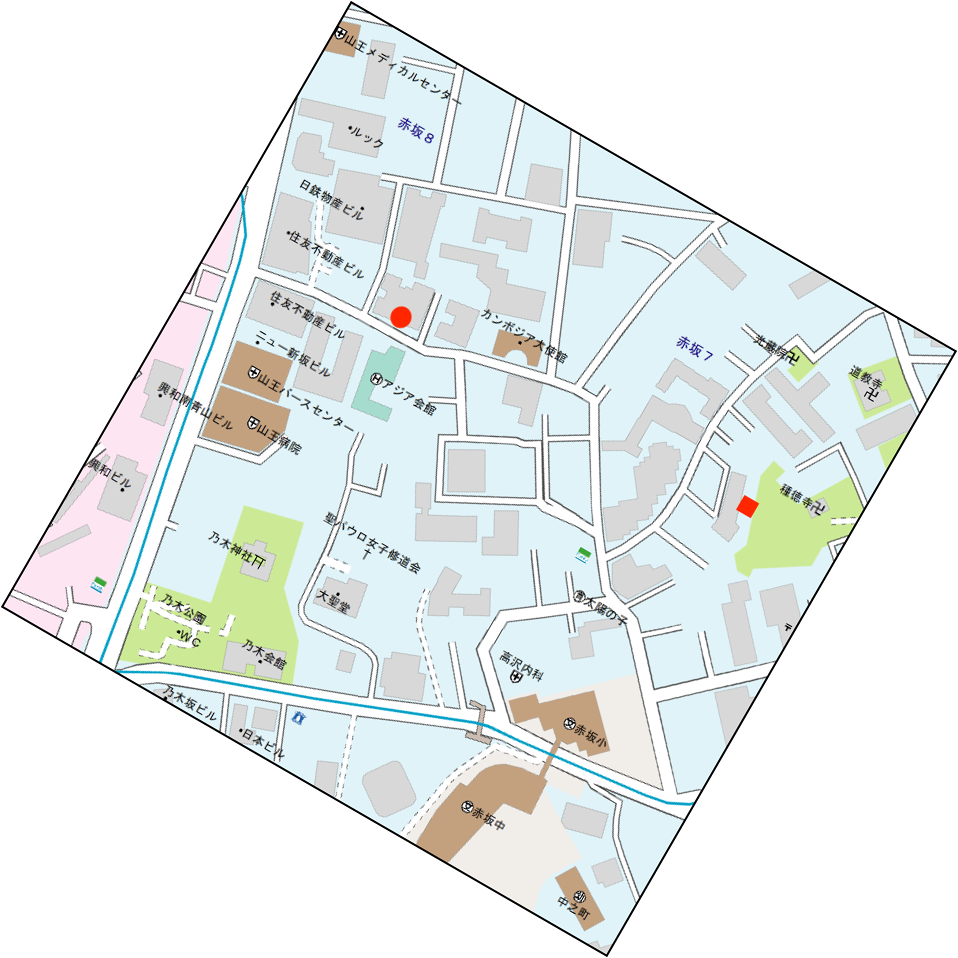 山王メディカルセンター
赤坂８
ルック
日鉄物産ビル
住友不動産ビル
住友不動産ビル
ニュー新坂ビル
カンボジア大使館
赤坂７
光蔵院
道教寺
山王バースセンター
アジア会館
山王病院
興和南青山ビル
興和ビル
種徳寺
聖パウロ女子修道会
乃木神社
大聖堂
太陽の子
乃木公園
WC
乃木会館
高沢内科
乃木坂ビル
日本ビル
文
赤坂小
文
赤坂中
幼
中之町